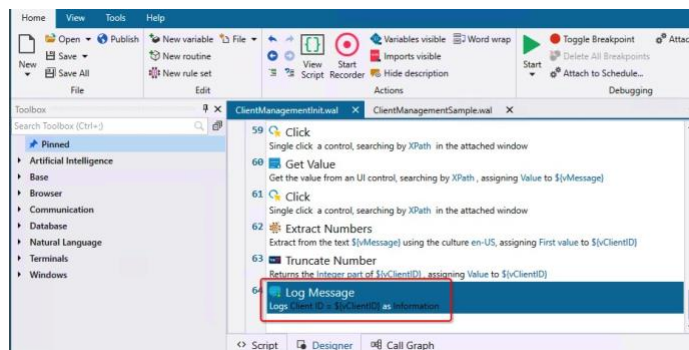 Home View Tools Help
New Open Publish Save Save All File
New variable File New routine New rule set Edit
View Script Start Recorder Variables visible Word wrap Imports visible Hide description Actions
Start Toggle Breakpoint Attac Delete All Breakpoints Attach to Schedule... Debugging
Toolbox
Search Toolbox (Ctrl+;)
Pinned
Artificial Intelligence
Base
Browser
Communication
Database
Natural Language
Terminals
Windows
ClientManagementInit.wal X ClientManagementSample.wal X
59 Click
Single click a control, searching by XPath in the attached window
60 Get Value
Get the value from an UI control, searching by XPath , assigning Value to ${vMessage}
61 Click
Single click a control, searching by XPath in the attached window
62 Extract Numbers
Extract from the text ${vMessage} using the culture en-US, assigning First value to ${vClientID}
63 Truncate Number
Returns the Integer part of ${vClientID} , assigning Value to ${vClientID}
64 Log Message
Logs Client ID = ${vClientID} as Information
Script Designer Call Graph